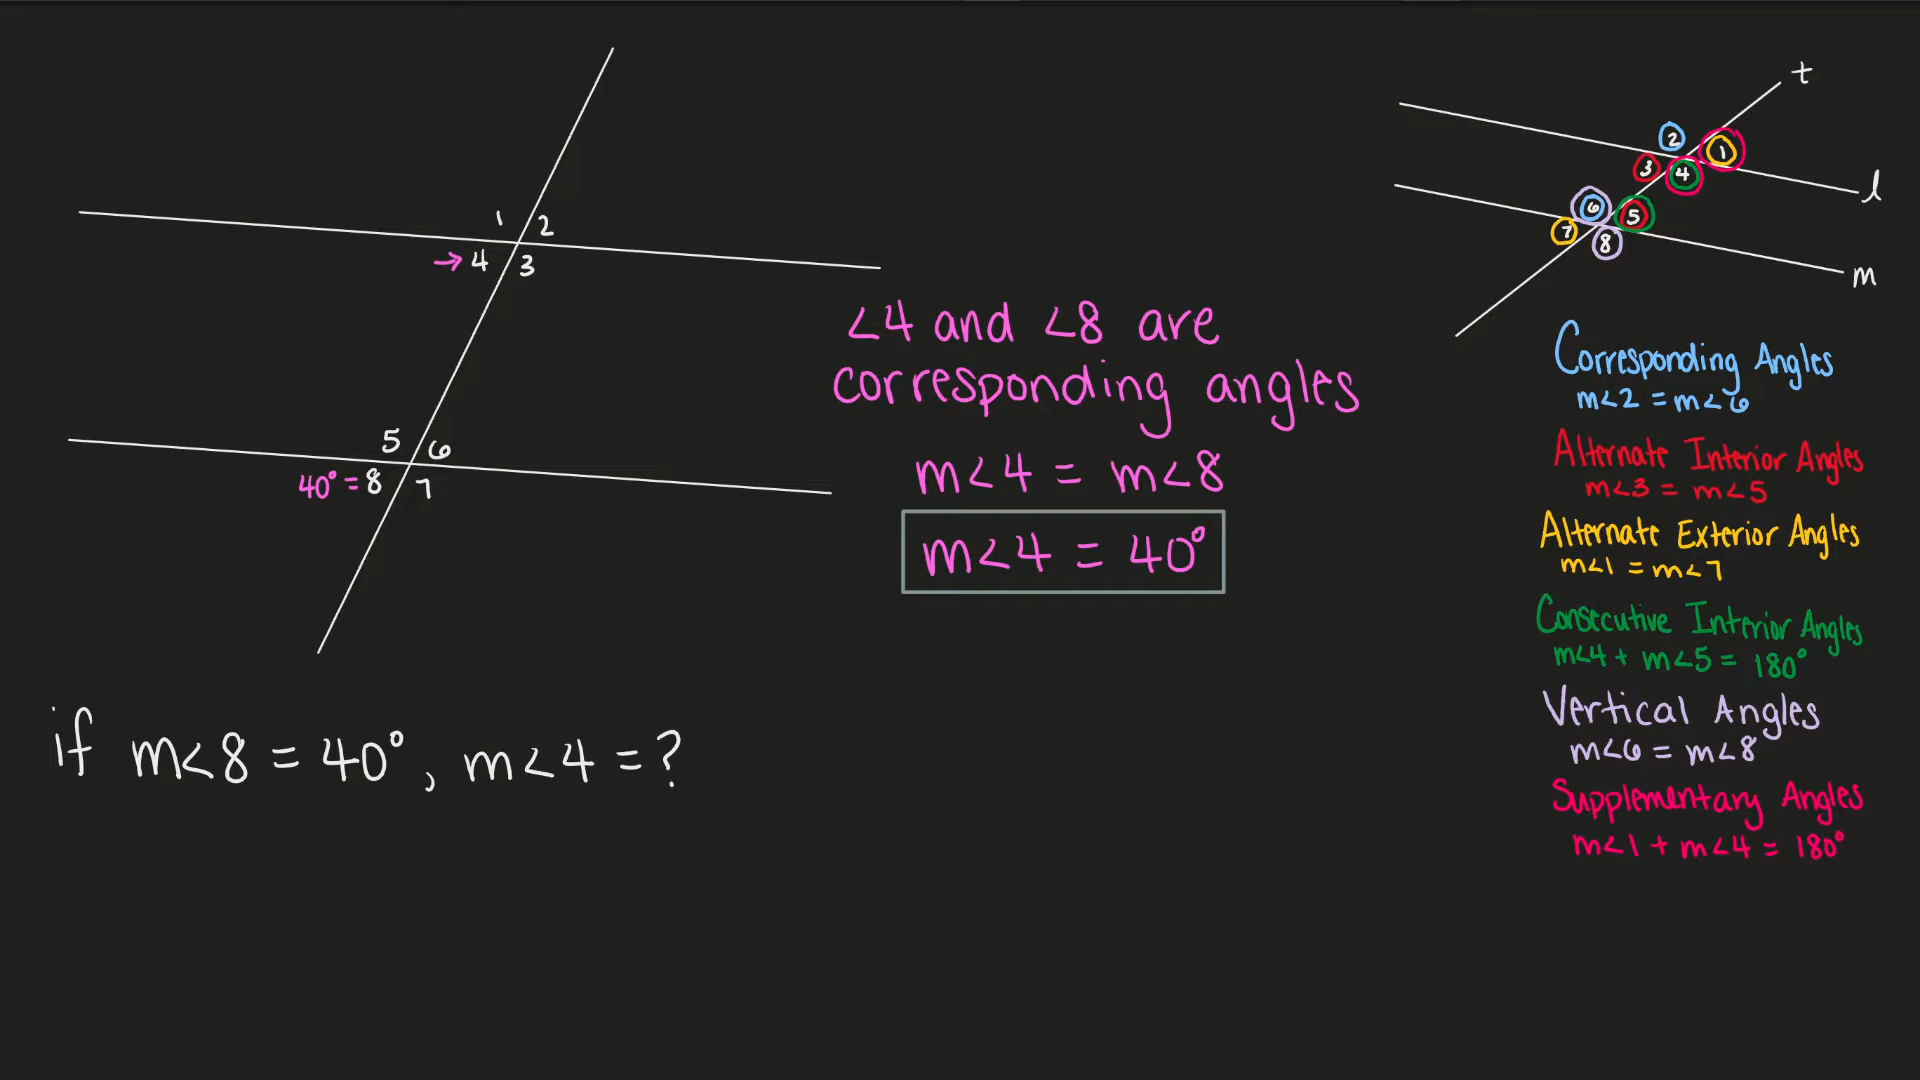 1 2
→ 4 3
5 6
40° = 8 7
if m<8 = 40°, m<4 = ?
<4 and <8 are
corresponding angles
m<4 = m<8
m<4 = 40°
t
2 1
3 4
l
6 5
7 8
m
Corresponding Angles
m<2 = m<6
Alternate Interior Angles
m<3 = m<5
Alternate Exterior Angles
m<1 = m<7
Consecutive Interior Angles
m<4 + m<5 = 180°
Vertical Angles
m<6 = m<8
Supplementary Angles
m<1 + m<4 = 180°